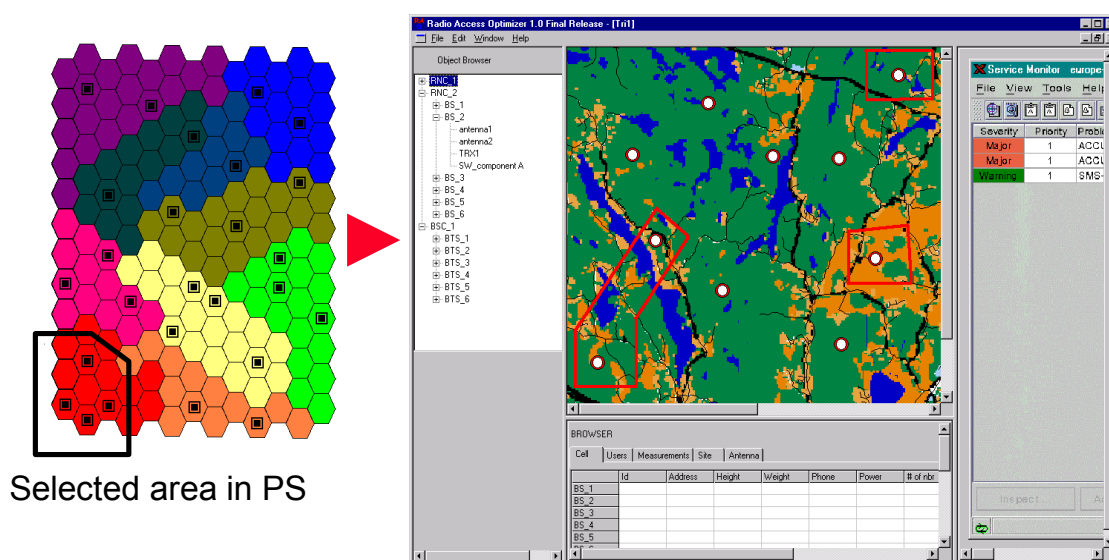 Radio Access Optimizer 1.0 Final Release - [Tri1]
File Edit Window Help
Object Browser
RNC_1
RNC_2
BS_1
BS_2
antenna1
antenna2
TRX1
SW_component A
BS_3
BS_4
BS_5
BS_6
BSC_1
BTS_1
BTS_2
BTS_3
BTS_4
BTS_5
BTS_6
Service Monitor europe-
File View Tools Help
Severity Priority Proble
Major 1 ACCU
Major 1 ACCU
Warning 1 SMS-
Inspect...
BROWSER
Cell Users Measurements Site Antenna
Id Address Height Weight Phone Power # of nbr
BS_1
BS_2
BS_3
BS_4
BS_5
Selected area in PS